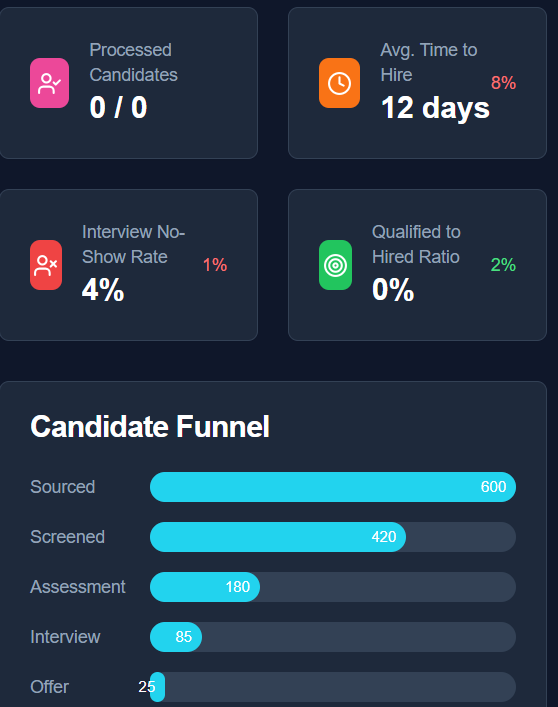 Processed
Candidates
0 / 0
Avg. Time to
Hire
12 days
8%
Interview No-
Show Rate
4%
1%
Qualified to
Hired Ratio
0%
2%
Candidate Funnel
Sourced 600
Screened 420
Assessment 180
Interview 85
Offer 25